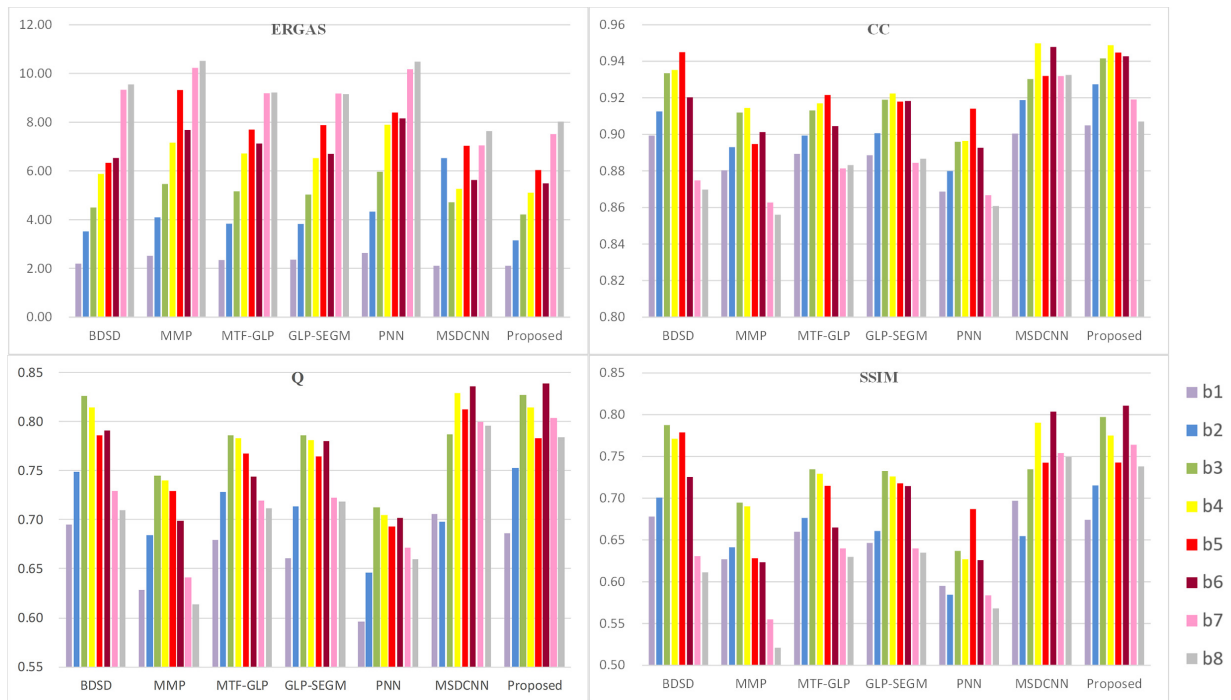 ERGAS
12.00
10.00
8.00
6.00
4.00
2.00
0.00
BDSD MMP MTF-GLP GLP-SEGM PNN MSDCNN Proposed
CC
0.96
0.94
0.92
0.90
0.88
0.86
0.84
0.82
0.80
BDSD MMP MTF-GLP GLP-SEGM PNN MSDCNN Proposed
Q
0.85
0.80
0.75
0.70
0.65
0.60
0.55
BDSD MMP MTF-GLP GLP-SEGM PNN MSDCNN Proposed
SSIM
0.85
0.80
0.75
0.70
0.65
0.60
0.55
0.50
BDSD MMP MTF-GLP GLP-SEGM PNN MSDCNN Proposed
b1
b2
b3
b4
b5
b6
b7
b8